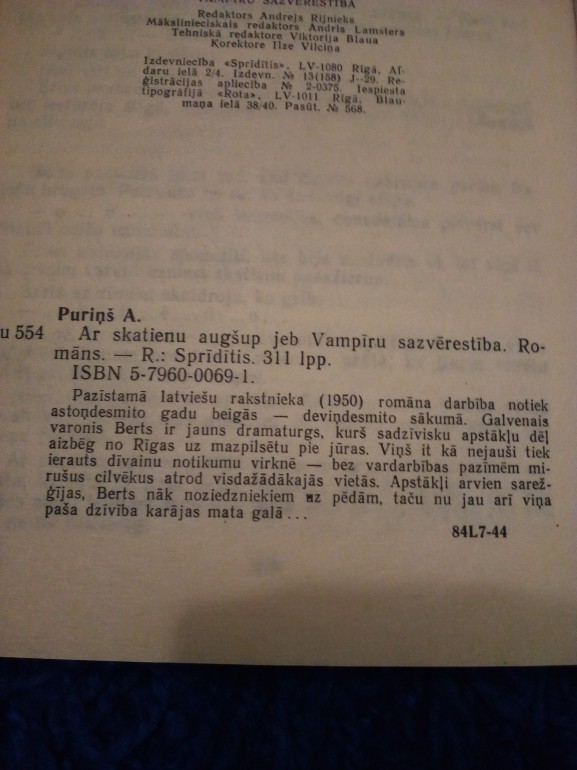 VAMPĪRU SAZVĒRESTĪBA
Redaktors Andrejs Rijnieks
Mākslinieciskais redaktors Andris Lamsters
Tehniskā redaktore Viktorija Blaua
Korektore Ilze Vilciņa
Izdevniecība «Sprīdītis», LV-1080 Rīgā, Al-
daru ielā 2/4. Izdevn. № 13(158) J–29. Re-
ģistrācijas apliecība № 2-0375. Iespiesta
tipogrāfijā «Rota», LV-1011 Rīgā, Blau-
maņa ielā 38/40. Pasūt. № 568.
Puriņš A.
u 554 Ar skatienu augšup jeb Vampīru sazvērestība. Ro-
māns. — R.: Sprīdītis. 311 lpp.
ISBN 5-7960-0069-1.
Pazīstamā latviešu rakstnieka (1950) romāna darbība notiek
astoņdesmito gadu beigās — deviņdesmito sākumā. Galvenais
varonis Berts ir jauns dramaturgs, kurš sadzīvisku apstākļu dēļ
aizbēg no Rīgas uz mazpilsētu pie jūras. Viņš it kā nejauši tiek
ierauts dīvainu notikumu virknē — bez vardarbības pazīmēm mi-
rušus cilvēkus atrod visdažādākajās vietās. Apstākļi arvien sarež-
ģījas, Berts nāk noziedzniekiem uz pēdām, taču nu jau arī viņa
paša dzīvība karājas mata galā...
84L7-44